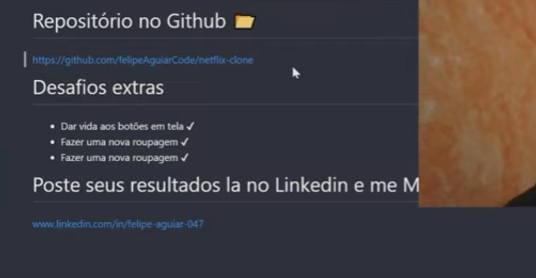 Repositório no Github
https://github.com/felipeAguiarCode/netflix-clone
Desafios extras
Dar vida aos botões em tela ✓
Fazer uma nova roupagem ✓
Fazer uma nova roupagem ✓
Poste seus resultados la no Linkedin e me M
www.linkedin.com/in/felipe-aguiar-047